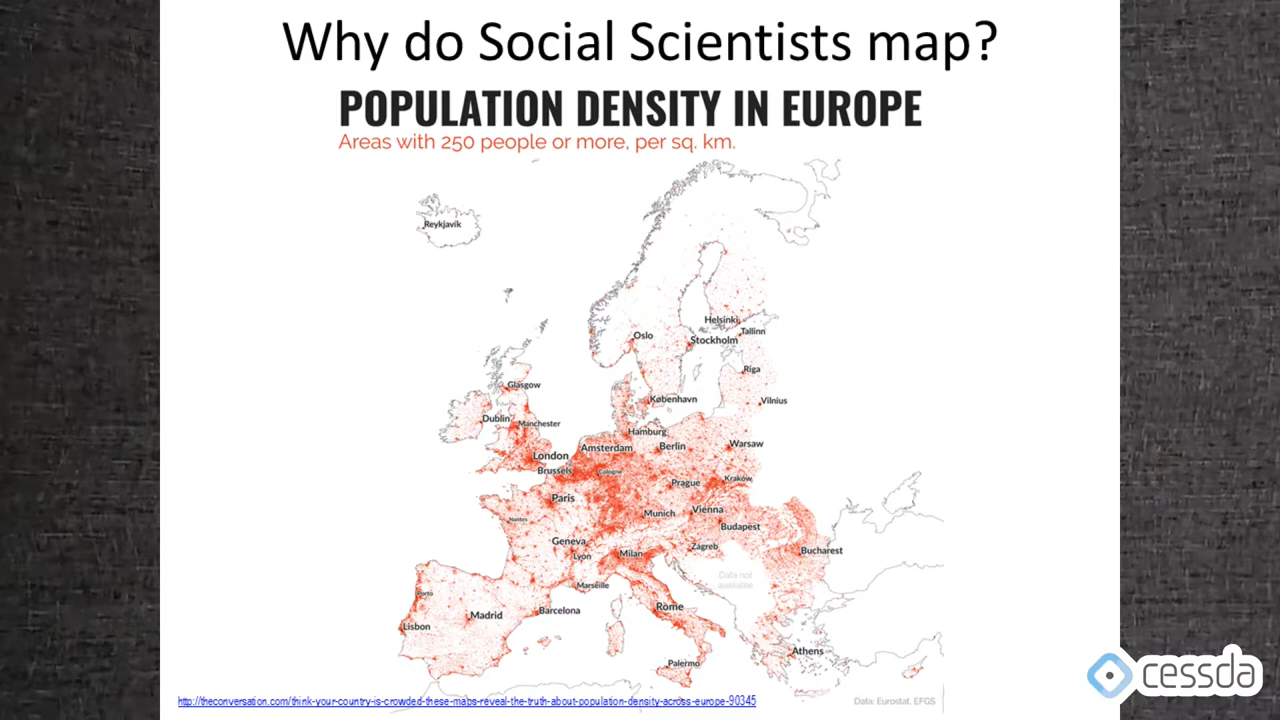 Why do Social Scientists map?
POPULATION DENSITY IN EUROPE
Areas with 250 people or more, per sq. km.
Reykjavík
Helsinki
Tallinn
Oslo
Stockholm
Riga
Glasgow
København
Vilnius
Dublin
Manchester
Hamburg
Warsaw
Amsterdam
Berlin
London
Brussels
Cologne
Kraków
Prague
Paris
Vienna
Munich
Nantes
Budapest
Geneva
Zagreb
Bucharest
Lyon
Milan
Data not
available
Marseille
Porto
Rome
Barcelona
Madrid
Lisbon
Athens
Palermo
cessda
http://theconversation.com/think-your-country-is-crowded-these-maps-reveal-the-truth-about-population-density-across-europe-90345
Data: Eurostat, EFGS